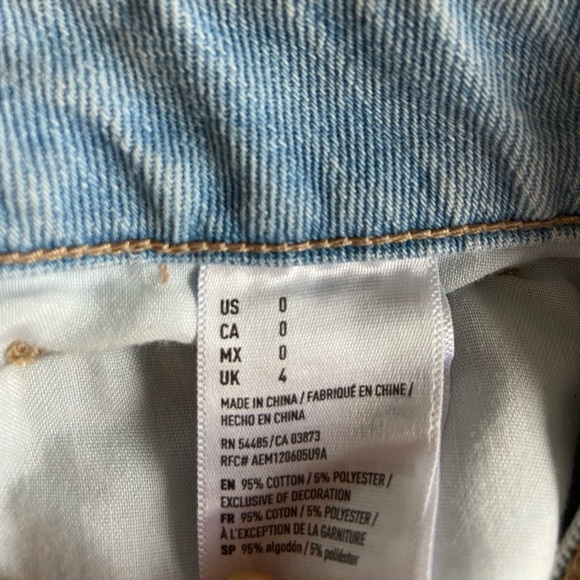 US 0
CA 0
MX 0
UK 4
MADE IN CHINA / FABRIQUÉ EN CHINE /
HECHO EN CHINA
RN 54485/CA 03873
RFC# AEM120605U9A
EN 95% COTTON / 5% POLYESTER /
EXCLUSIVE OF DECORATION
FR 95% COTON / 5% POLYESTER /
À L'EXCEPTION DE LA GARNITURE
SP 95% algodón / 5% poliéster